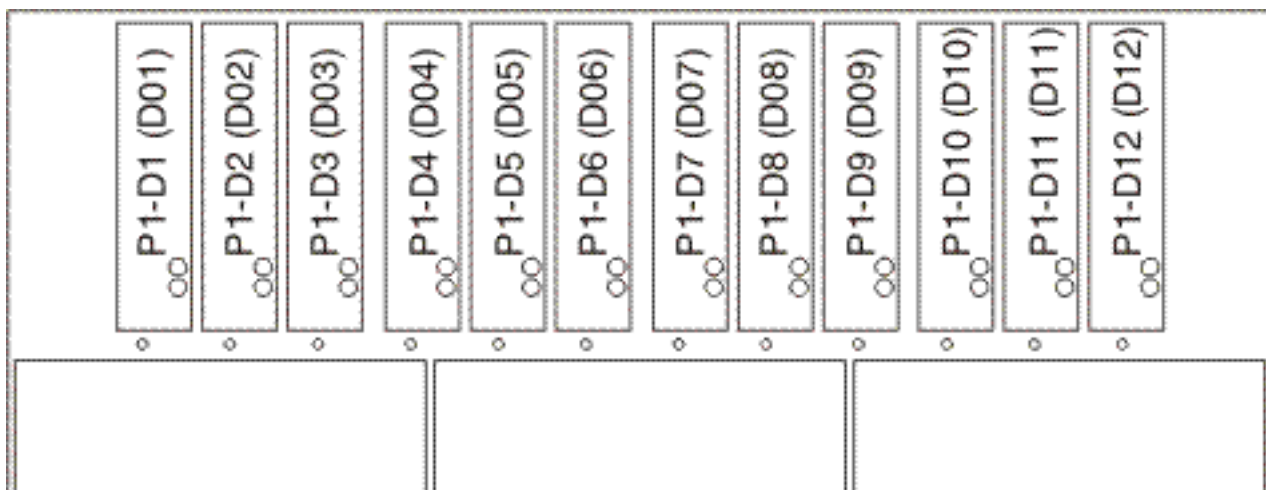 P1-D1 (D01)
P1-D2 (D02)
P1-D3 (D03)
P1-D4 (D04)
P1-D5 (D05)
P1-D6 (D06)
P1-D7 (D07)
P1-D8 (D08)
P1-D9 (D09)
P1-D10 (D10)
P1-D11 (D11)
P1-D12 (D12)